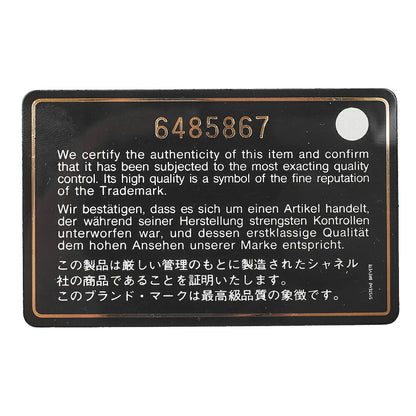 6485867
We certify the authenticity of this item and confirm
that it has been subjected to the most exacting quality
control. Its high quality is a symbol of the fine reputation
of the Trademark.
Wir bestätigen, dass es sich um einen Artikel handelt,
der während seiner Herstellung strengsten Kontrollen
unterworfen war, und dessen erstklassige Qualität
dem hohen Ansehen unserer Marke entspricht.
この製品は厳しい管理のもとに製造されたシャネル
社の商品であることを証明いたします。
このブランド・マークは最高級品質の象徴です。